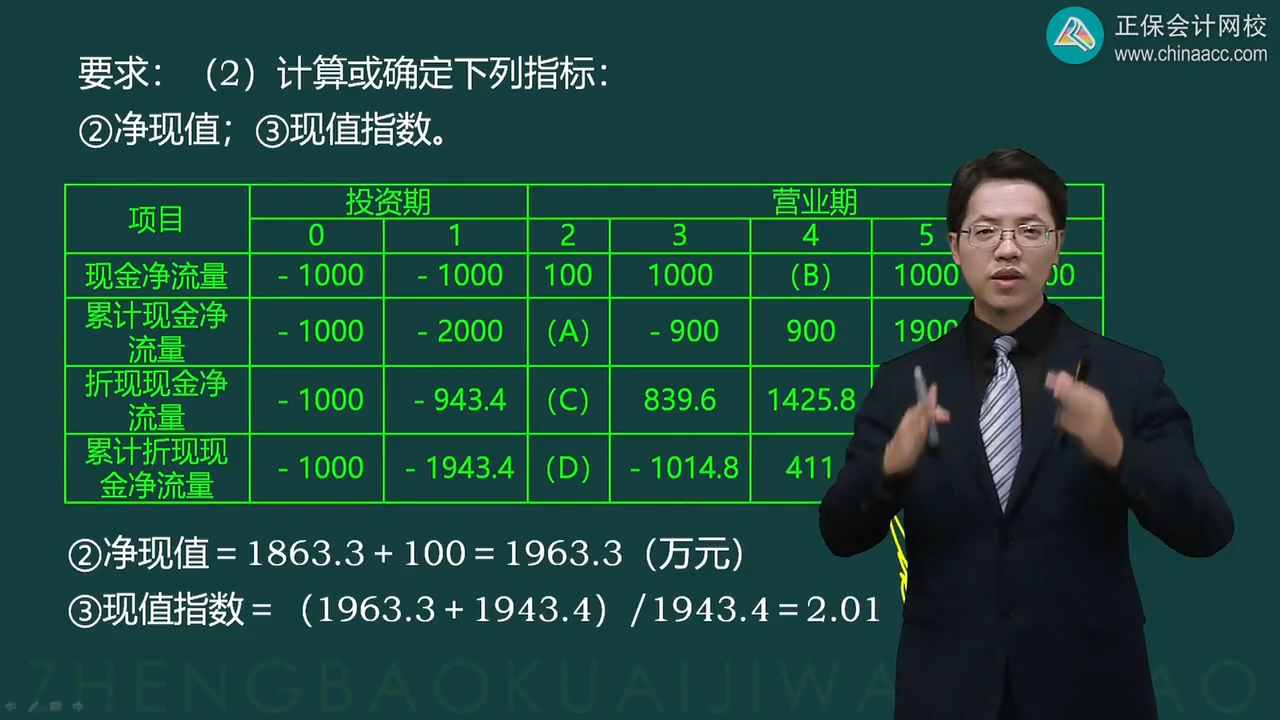 正保会计网校
www.chinaacc.com
要求：（2）计算或确定下列指标：
②净现值；③现值指数。
项目 投资期 营业期
0 1 2 3 4 5
现金净流量 －1000 －1000 100 1000 （B） 1000 00
累计现金净流量 －1000 －2000 （A） －900 900 1900
折现现金净流量 －1000 －943.4 （C） 839.6 1425.8
累计折现现金净流量 －1000 －1943.4 （D） －1014.8 411
②净现值＝1863.3＋100＝1963.3（万元）
③现值指数＝（1963.3＋1943.4）/1943.4＝2.01